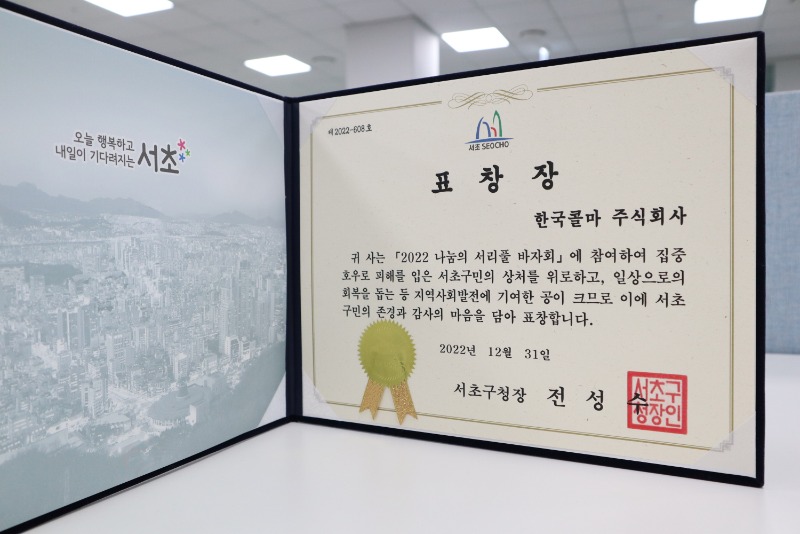 오늘 행복하고
내일이 기다려지는 서초
제2022-608호
서초 SEOCHO
표 창 장
한국콜마 주식회사
귀 사는 「2022 나눔의 서리풀 바자회」에 참여하여 집중
호우로 피해를 입은 서초구민의 상처를 위로하고, 일상으로의
회복을 돕는 등 지역사회발전에 기여한 공이 크므로 이에 서초
구민의 존경과 감사의 마음을 담아 표창합니다.
2022년 12월 31일
서초구청장 전 성 수
서초구
청장인